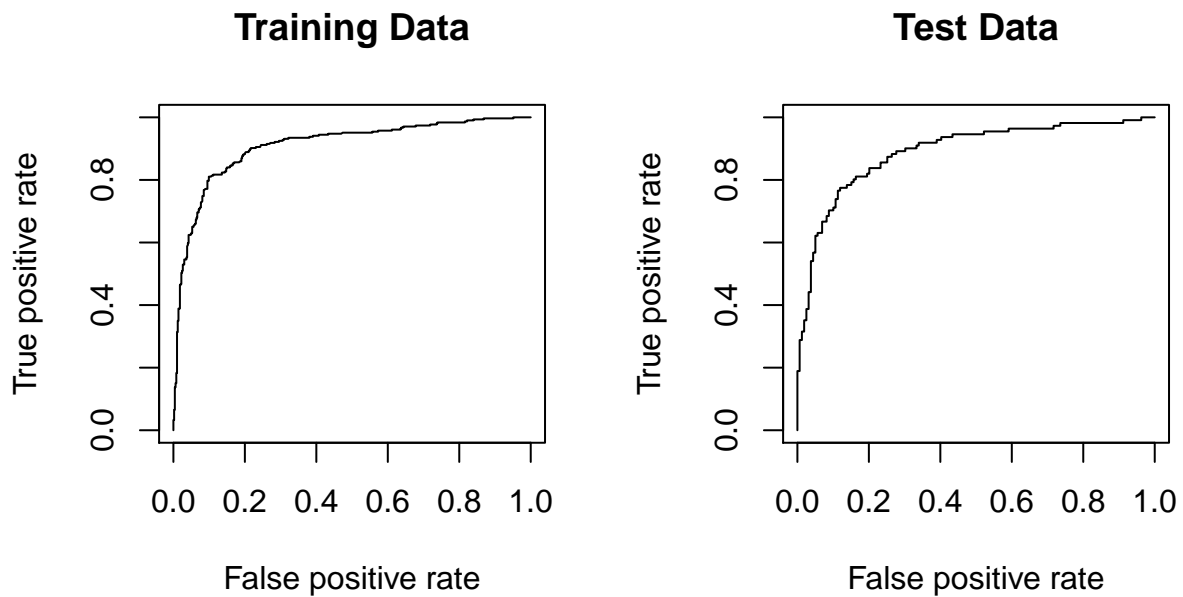 Training Data
True positive rate
0.0 0.4 0.8
0.0 0.2 0.4 0.6 0.8 1.0
False positive rate
Test Data
True positive rate
0.0 0.4 0.8
0.0 0.2 0.4 0.6 0.8 1.0
False positive rate